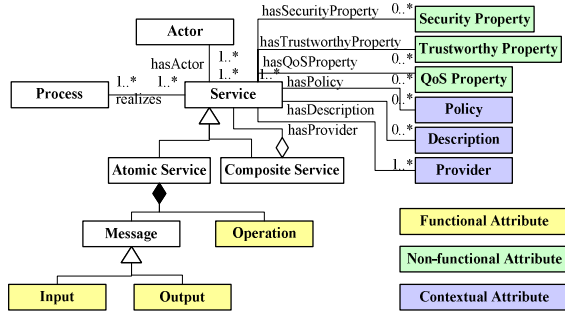 hasSecurityProperty
0..*
Actor
Security Property
hasTrustworthyProperty
hasActor
1..*
Trustworthy Property
hasQoSProperty
0..*
1..*
1..*
1..*
1..*
hasPolicy
0..*
QoS Property
Process
Service
realizes
hasDescription
0..*
Policy
hasProvider
0..*
Description
1..*
Atomic Service
Composite Service
Provider
Message
Operation
Functional Attribute
Non-functional Attribute
Input
Output
Contextual Attribute